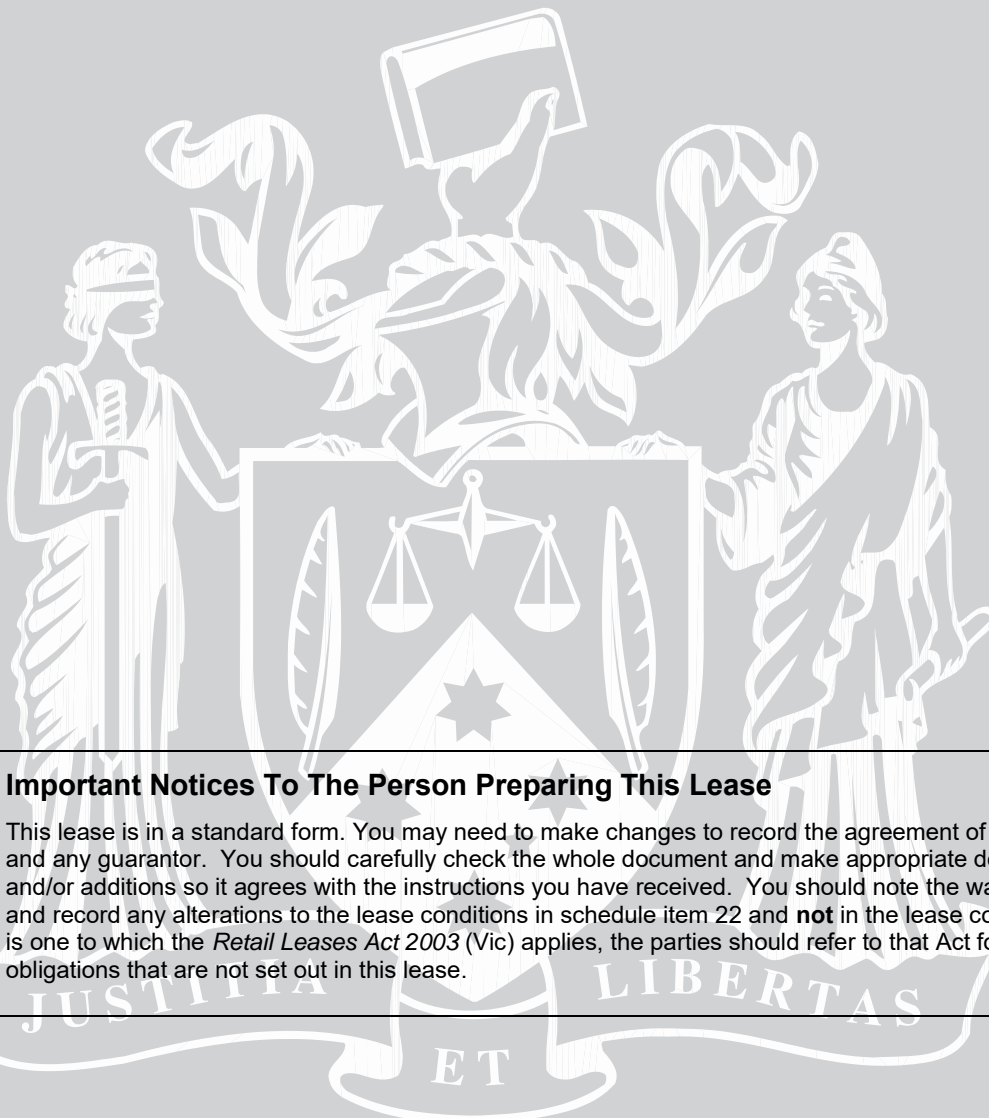 Important Notices To The Person Preparing This Lease
This lease is in a standard form. You may need to make changes to record the agreement of
and any guarantor. You should carefully check the whole document and make appropriate
and/or additions so it agrees with the instructions you have received. You should note the
and record any alterations to the lease conditions in schedule item 22 and not in the lease
is one to which the Retail Leases Act 2003 (Vic) applies, the parties should refer to that Act
obligations that are not set out in this lease.
JUSTITIA
ET
LIBERTAS